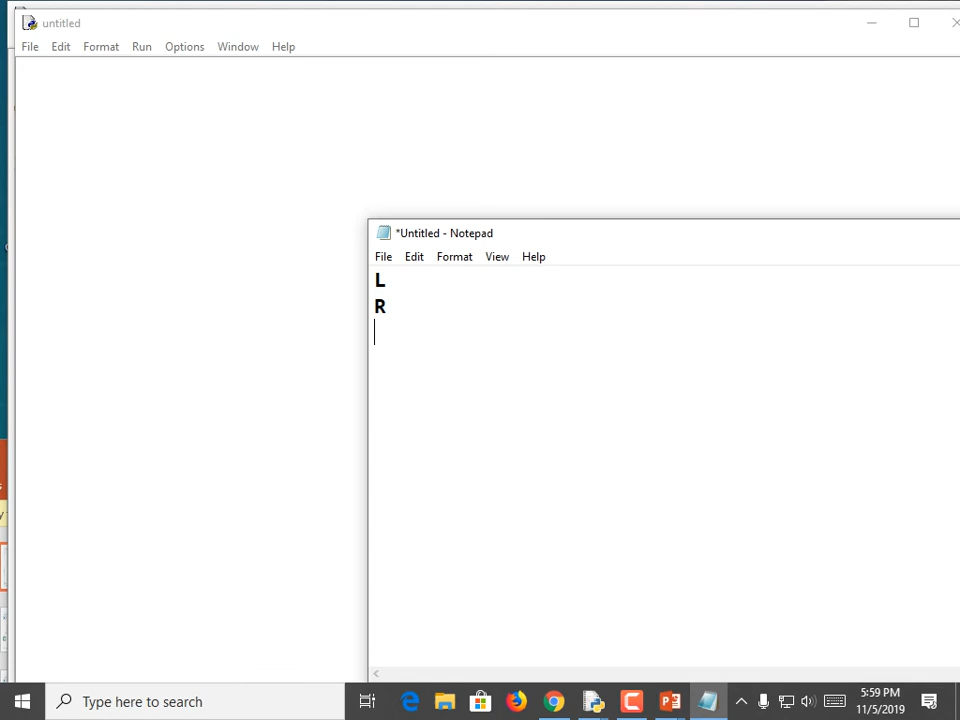 untitled
File Edit Format Run Options Window Help
*Untitled - Notepad
File Edit Format View Help
L
R
Type here to search
5:59 PM
11/5/2019